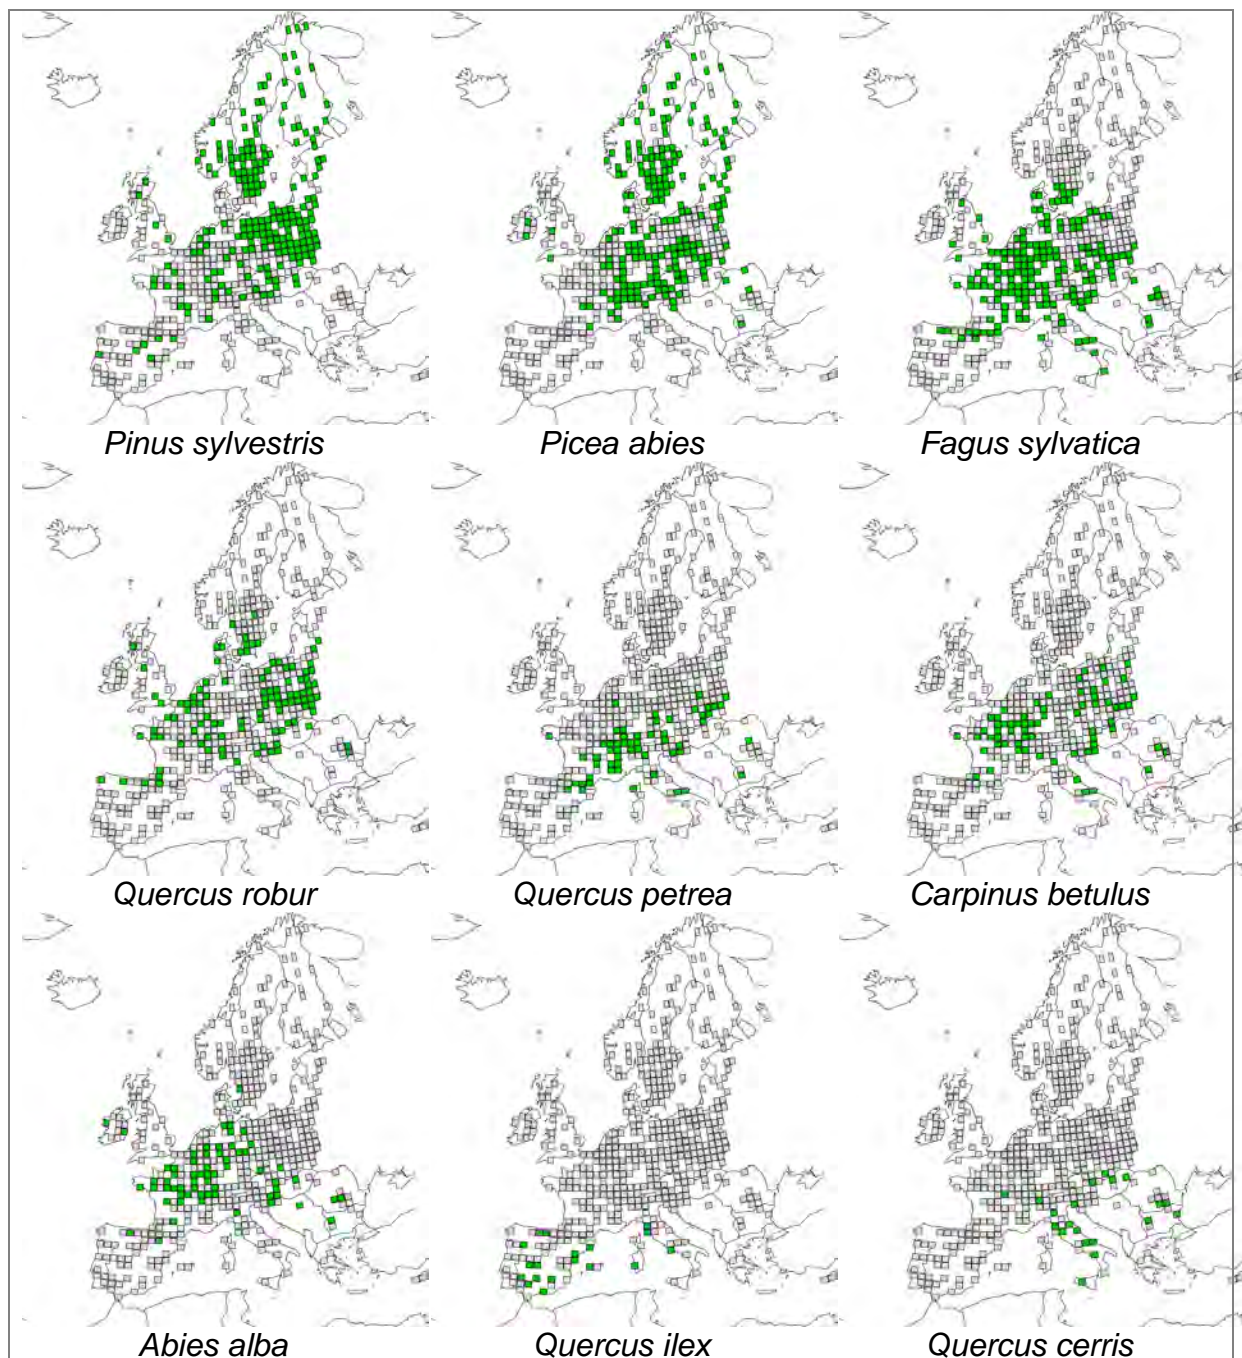 Pinus sylvestris
Picea abies
Fagus sylvatica
Quercus robur
Quercus petrea
Carpinus betulus
Abies alba
Quercus ilex
Quercus cerris